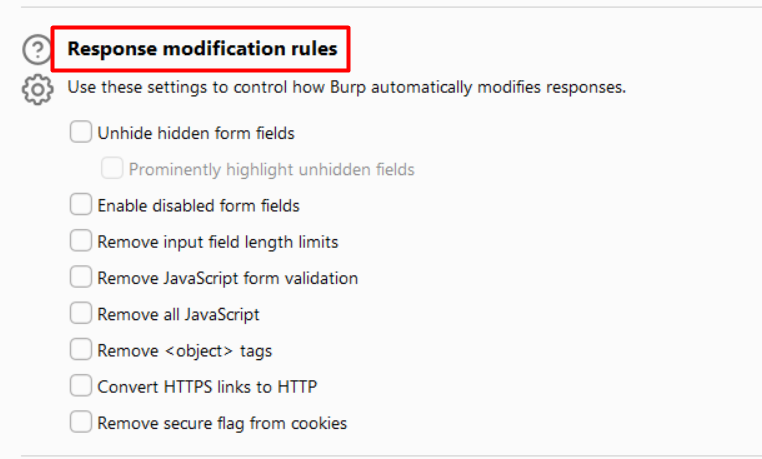 Response modification rules
Use these settings to control how Burp automatically modifies responses.
Unhide hidden form fields
Prominently highlight unhidden fields
Enable disabled form fields
Remove input field length limits
Remove JavaScript form validation
Remove all JavaScript
Remove <object> tags
Convert HTTPS links to HTTP
Remove secure flag from cookies